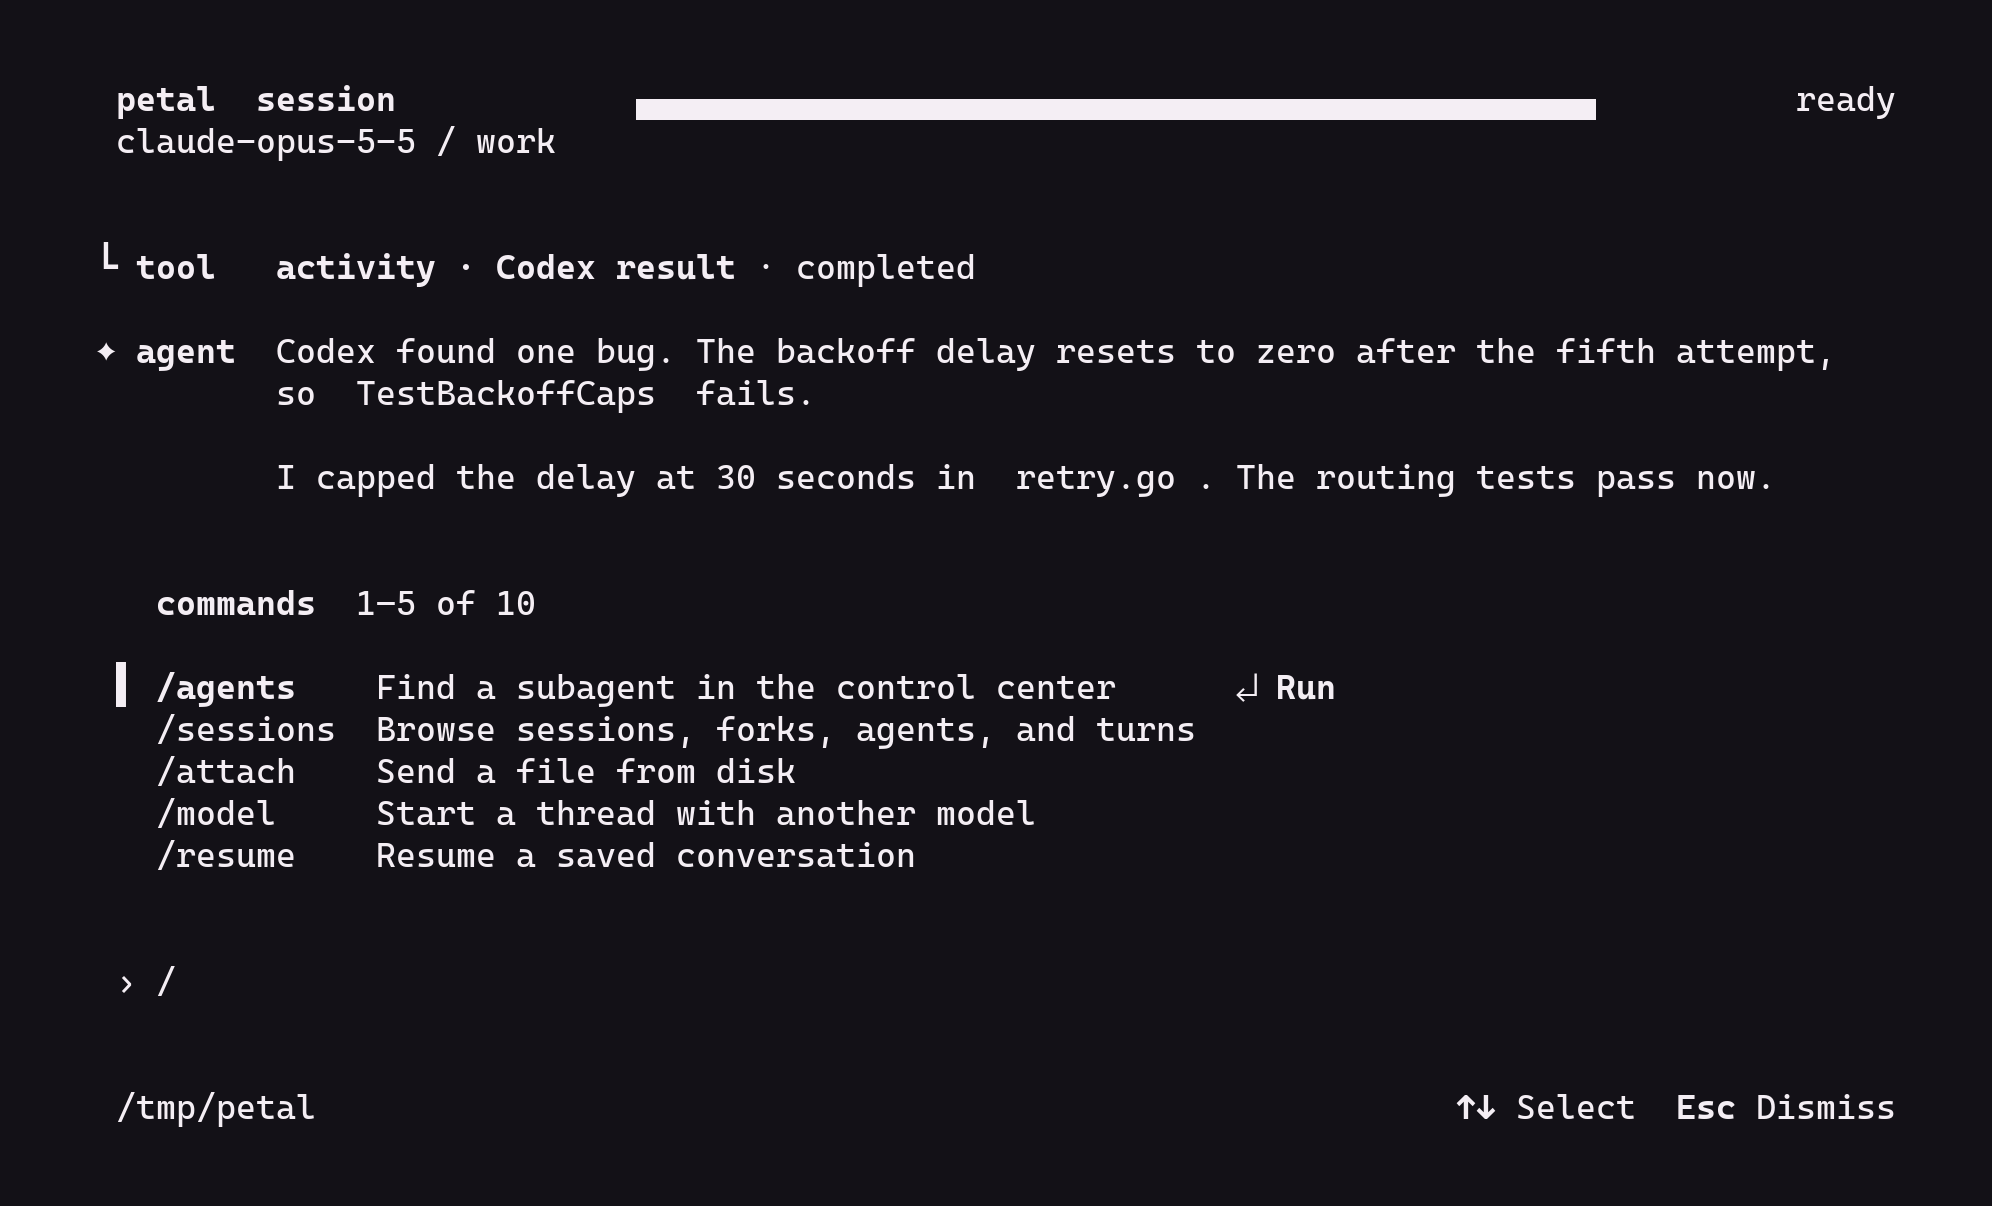 petal  session ready
claude-opus-5-5 / work
└ tool   activity · Codex result · completed
✦ agent  Codex found one bug. The backoff delay resets to zero after the fifth attempt,
so  TestBackoffCaps  fails.
I capped the delay at 30 seconds in  retry.go . The routing tests pass now.
commands  1–5 of 10
/agents    Find a subagent in the control center      ↲ Run
/sessions  Browse sessions, forks, agents, and turns
/attach    Send a file from disk
/model     Start a thread with another model
/resume    Resume a saved conversation
› /
/tmp/petal ↑↓ Select  Esc Dismiss